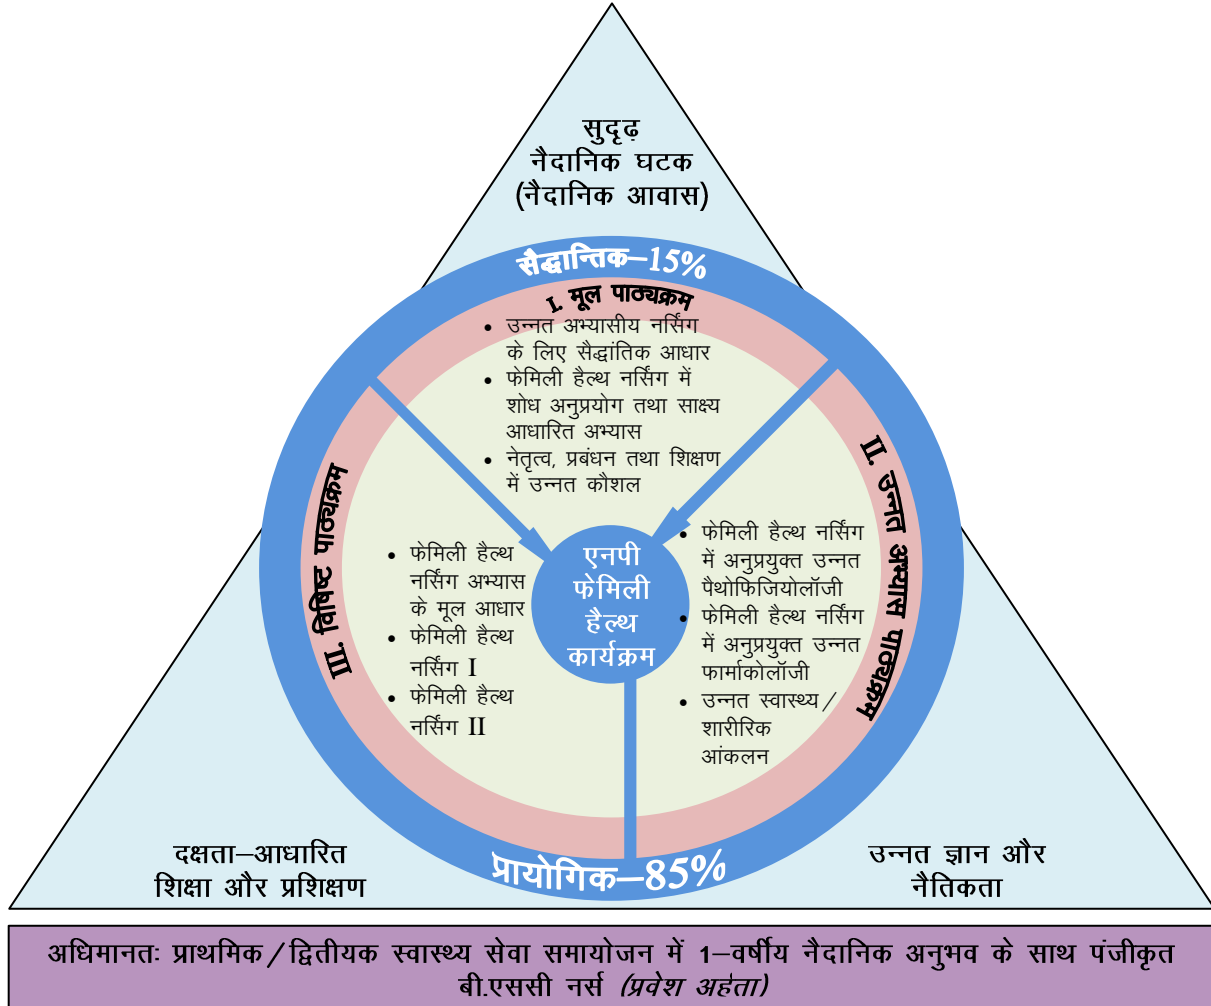 सुदृढ़
नैदानिक घटक
(नैदानिक आवास)
सैद्धान्तिक–15%
I. मूल पाठ्यक्रम
• उन्नत अभ्यासीय नर्सिंग
के लिए सैद्धांतिक आधार
• फेमिली हैल्थ नर्सिंग में
शोध अनुप्रयोग तथा साक्ष्य
आधारित अभ्यास
• नेतृत्व, प्रबंधन तथा शिक्षण
में उन्नत कौशल
II. उन्नत अभ्यास पाठ्यक्रम
• फेमिली हैल्थ नर्सिंग
में अनुप्रयुक्त उन्नत
पैथोफिजियोलॉजी
• फेमिली हैल्थ नर्सिंग
में अनुप्रयुक्त उन्नत
फार्माकोलॉजी
• उन्नत स्वास्थ्य/
शारीरिक
आंकलन
III. विषिष्ट पाठ्यक्रम
• फेमिली हैल्थ
नर्सिंग अभ्यास
के मूल आधार
• फेमिली हैल्थ
नर्सिंग I
• फेमिली हैल्थ
नर्सिंग II
एनपी
फेमिली
हैल्थ
कार्यक्रम
प्रायोगिक–85%
दक्षता–आधारित
शिक्षा और प्रशिक्षण
उन्नत ज्ञान और
नैतिकता
अधिमानतः प्राथमिक/द्वितीयक स्वास्थ्य सेवा समायोजन में 1–वर्षीय नैदानिक अनुभव के साथ पंजीकृत
बी.एससी नर्स (प्रवेश अर्हता)